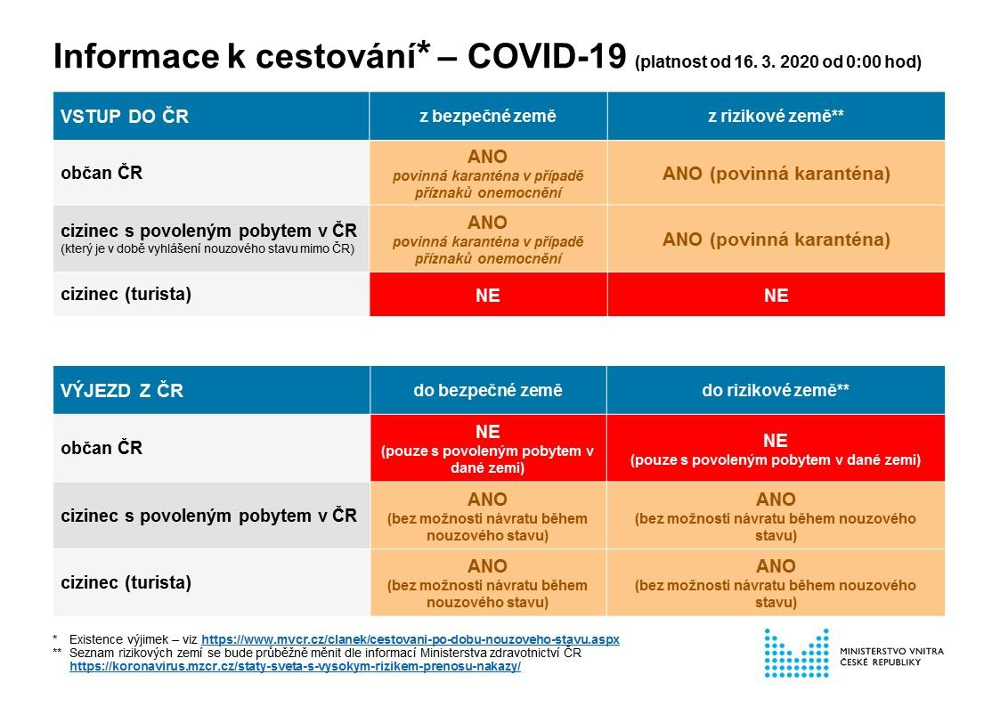 Informace k cestování* – COVID-19 (platnost od 16. 3. 2020 od 0:00 hod)
VSTUP DO ČR
z bezpečné země
z rizikové země**
občan ČR
ANO
povinná karanténa v případě
příznaků onemocnění
ANO (povinná karanténa)
cizinec s povoleným pobytem v ČR
(který je v době vyhlášení nouzového stavu mimo ČR)
ANO
povinná karanténa v případě
příznaků onemocnění
ANO (povinná karanténa)
cizinec (turista)
NE
NE
VÝJEZD Z ČR
do bezpečné země
do rizikové země**
občan ČR
NE
(pouze s povoleným pobytem v
dané zemi)
NE
(pouze s povoleným pobytem v dané zemi)
cizinec s povoleným pobytem v ČR
ANO
(bez možnosti návratu během
nouzového stavu)
ANO
(bez možnosti návratu během nouzového
stavu)
cizinec (turista)
ANO
(bez možnosti návratu během
nouzového stavu)
ANO
(bez možnosti návratu během nouzového
stavu)
* Existence výjimek – viz https://www.mvcr.cz/clanek/cestovani-po-dobu-nouzoveho-stavu.aspx
** Seznam rizikových zemí se bude průběžně měnit dle informací Ministerstva zdravotnictví ČR
https://koronavirus.mzcr.cz/staty-sveta-s-vysokym-rizikem-prenosu-nakazy/
MINISTERSTVO VNITRA
ČESKÉ REPUBLIKY